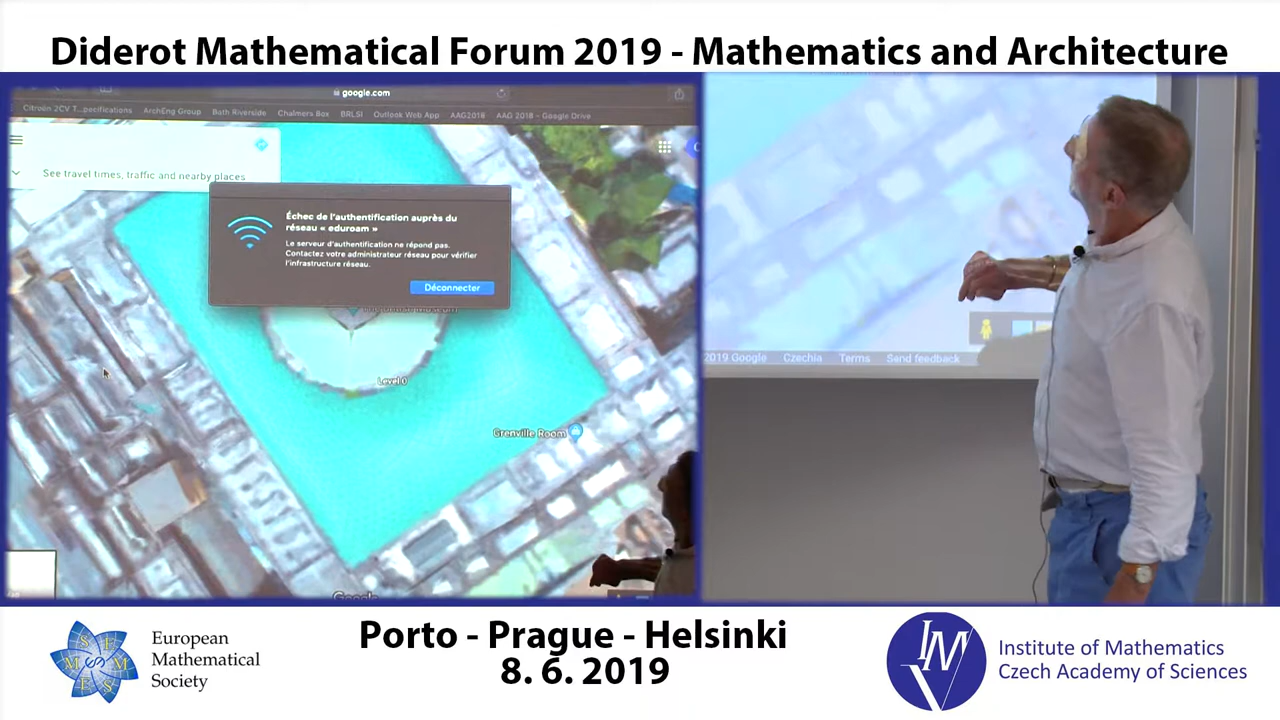 Diderot Mathematical Forum 2019 - Mathematics and Architecture
google.com
Citroën 2CV T...pecifications ArchEng Group Bath Riverside Chalmers Box BRLSI Outlook Web App AAG2016 AAG 2018 - Google Drive
See travel times, traffic and nearby places
Échec de l'authentification auprès du
réseau « eduroam »
Le serveur d'authentification ne répond pas.
Contactez votre administrateur réseau pour vérifier
l'infrastructure réseau.
Déconnecter
Level 0
Grenville Room
Google
2019 Google Czechia Terms Send feedback
European
Mathematical
Society
Porto - Prague - Helsinki
8. 6. 2019
IM
Institute of Mathematics
Czech Academy of Sciences